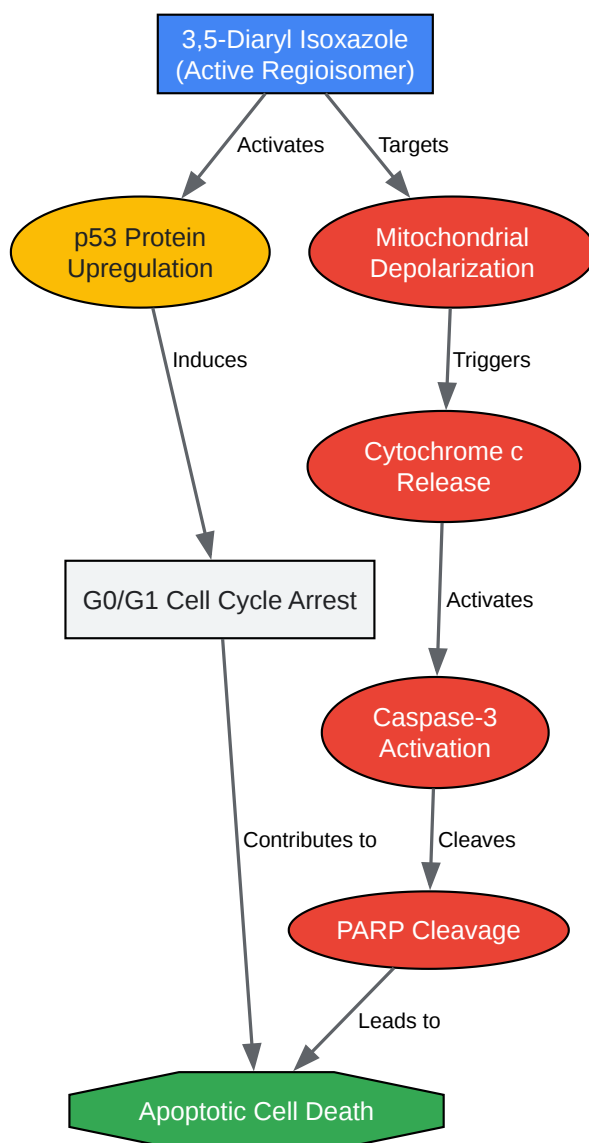 3,5-Diaryl Isoxazole
(Active Regioisomer)
Activates
Targets
p53 Protein
Upregulation
Mitochondrial
Depolarization
Induces
Triggers
Cytochrome c
Release
G0/G1 Cell Cycle Arrest
Activates
Caspase-3
Activation
Contributes to
Cleaves
PARP Cleavage
Leads to
Apoptotic Cell Death